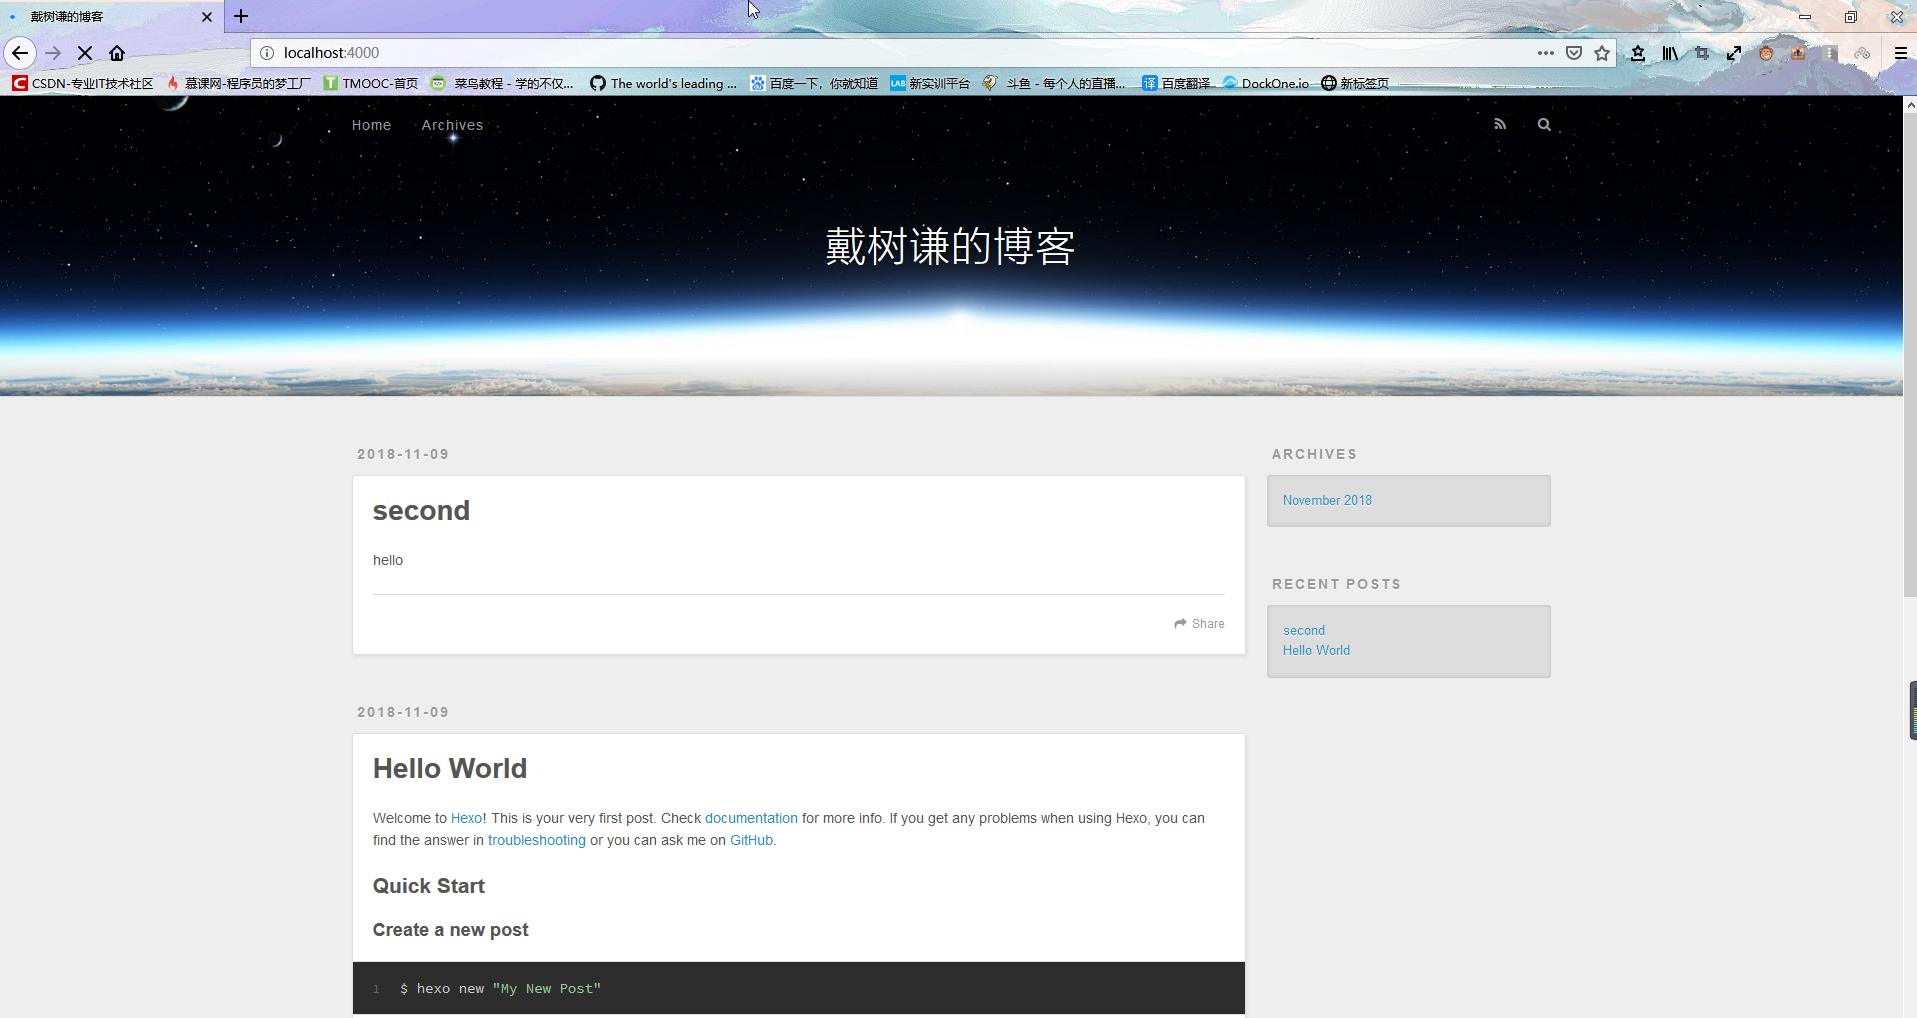 戴树谦的博客
localhost:4000
CSDN-专业IT技术社区 慕课网-程序员的梦工厂 TMOOC-首页 菜鸟教程 - 学的不仅... The world's leading ... 百度一下，你就知道 LAB 新实训平台 斗鱼 - 每个人的直播... 译 百度翻译 DockOne.io 新标签页
Home Archives
戴树谦的博客
2018-11-09
second
hello
Share
2018-11-09
Hello World
Welcome to Hexo! This is your very first post. Check documentation for more info. If you get any problems when using Hexo, you can
find the answer in troubleshooting or you can ask me on GitHub.
Quick Start
Create a new post
1 $ hexo new "My New Post"
ARCHIVES
November 2018
RECENT POSTS
second
Hello World